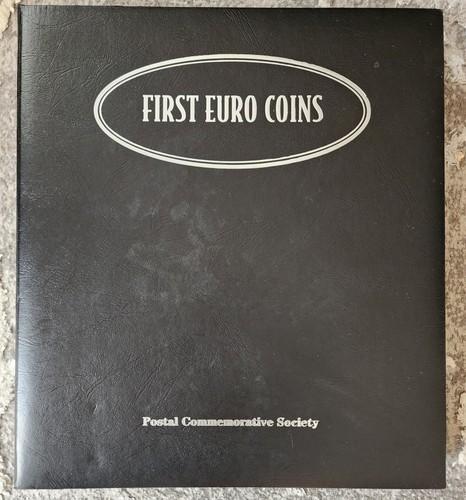 FIRST EURO COINS
Postal Commemorative Society